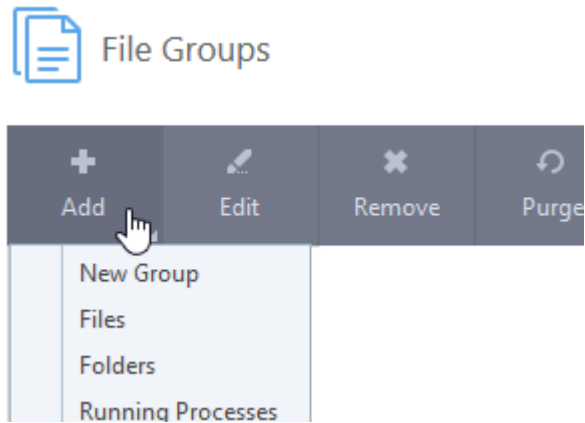 File Groups
Add Edit Remove Purge
New Group
Files
Folders
Running Processes